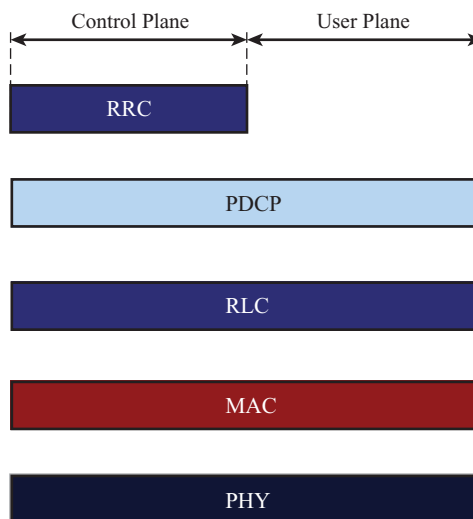 Control Plane
User Plane
RRC
PDCP
RLC
MAC
PHY